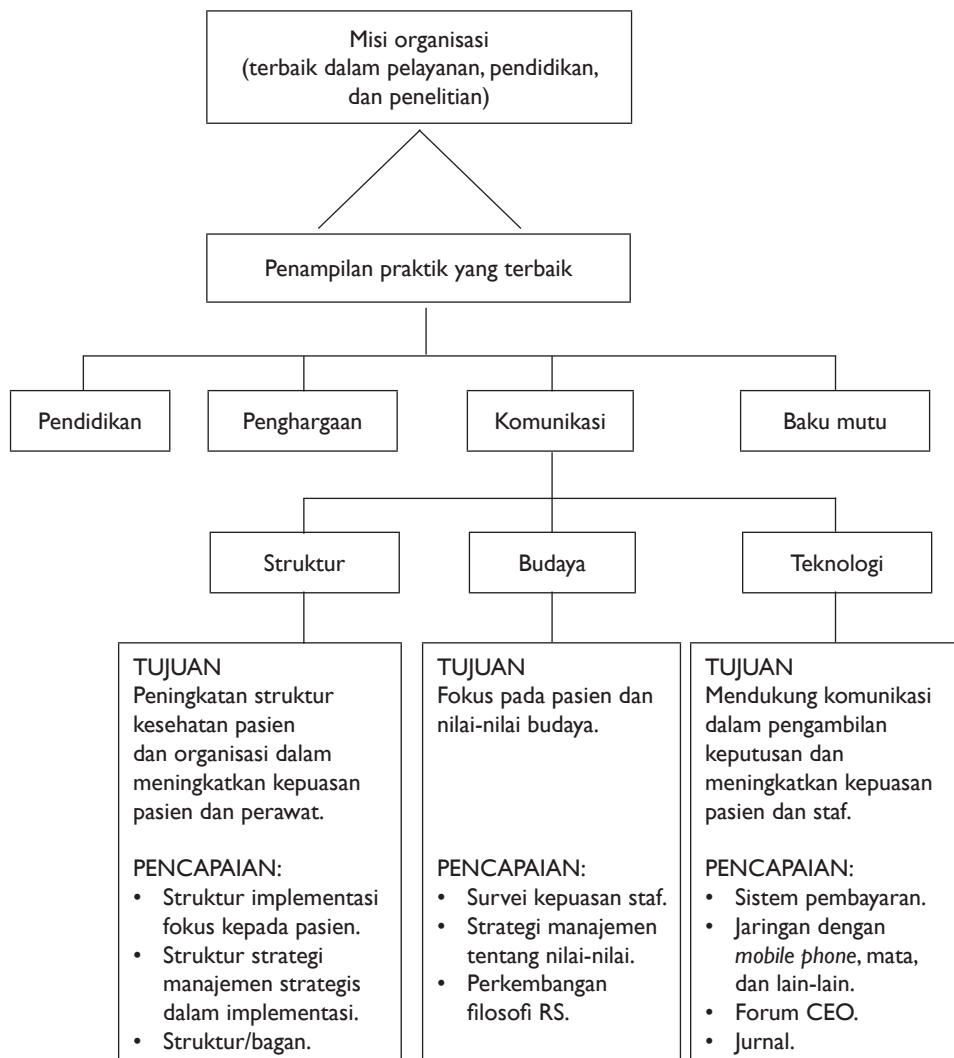 Misi organisasi
(terbaik dalam pelayanan, pendidikan,
dan penelitian)
Penampilan praktik yang terbaik
Pendidikan
Penghargaan
Komunikasi
Baku mutu
Struktur
Budaya
Teknologi
TUJUAN
Peningkatan struktur
kesehatan pasien
dan organisasi dalam
meningkatkan kepuasan
pasien dan perawat.
PENCAPAIAN:
• Struktur implementasi
fokus kepada pasien.
• Struktur strategi
manajemen strategis
dalam implementasi.
• Struktur/bagan.
TUJUAN
Fokus pada pasien dan
nilai-nilai budaya.
PENCAPAIAN:
• Survei kepuasan staf.
• Strategi manajemen
tentang nilai-nilai.
• Perkembangan
filosofi RS.
TUJUAN
Mendukung komunikasi
dalam pengambilan
keputusan dan
meningkatkan kepuasan
pasien dan staf.
PENCAPAIAN:
• Sistem pembayaran.
• Jaringan dengan
mobile phone, mata,
dan lain-lain.
• Forum CEO.
• Jurnal.